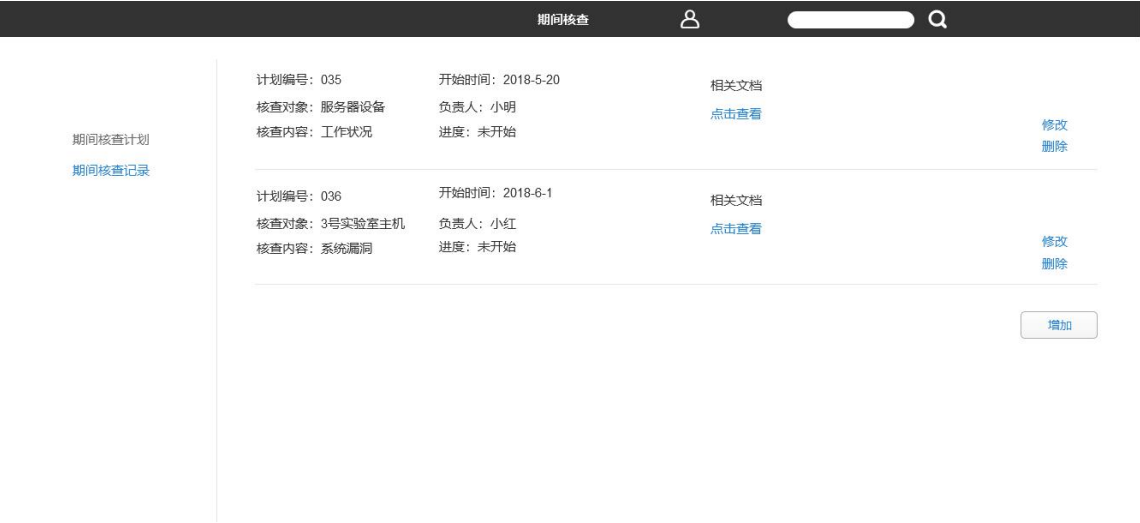 期间核查
期间核查计划
期间核查记录
计划编号：035
开始时间：2018-5-20
相关文档
核查对象：服务器设备
负责人：小明
点击查看
核查内容：工作状况
进度：未开始
修改
删除
计划编号：036
开始时间：2018-6-1
相关文档
核查对象：3号实验室主机
负责人：小红
点击查看
核查内容：系统漏洞
进度：未开始
修改
删除
增加